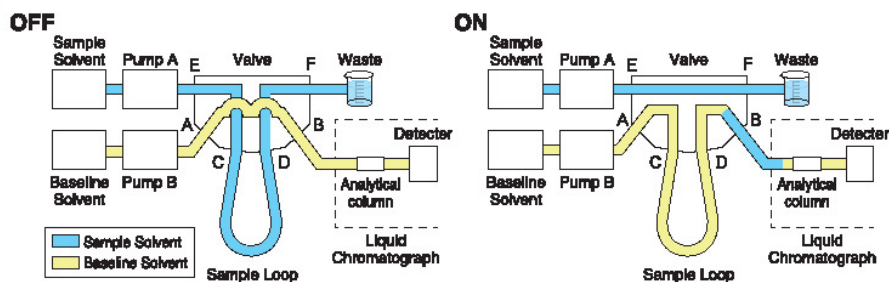 OFF
Sample
Solvent
Pump A
E
Valve
F
Waste
A
B
Detecter
C
D
Baseline
Solvent
Pump B
Analytical
column
Sample Solvent
Baseline Solvent
Sample Loop
Liquid
Chromatograph
ON
Sample
Solvent
Pump A
E
Valve
F
Waste
A
B
Detecter
C
D
Baseline
Solvent
Pump B
Analytical
column
Sample Loop
Liquid
Chromatograph